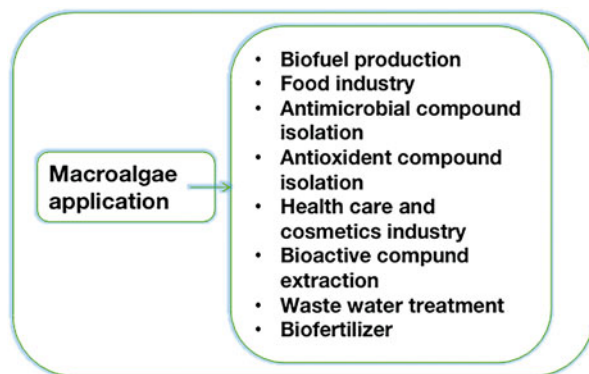 Macroalgae
application
• Biofuel production
• Food industry
• Antimicrobial compound
isolation
• Antioxident compound
isolation
• Health care and
cosmetics industry
• Bioactive compund
extraction
• Waste water treatment
• Biofertilizer